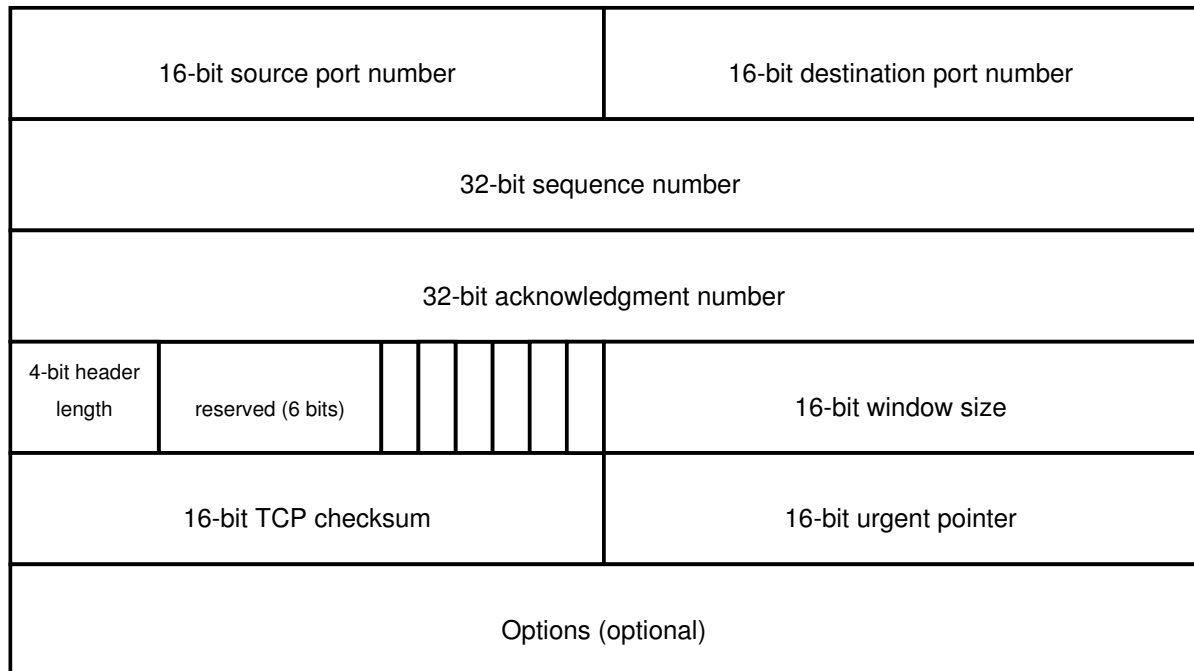 16-bit source port number
16-bit destination port number
32-bit sequence number
32-bit acknowledgment number
4-bit header
length
reserved (6 bits)
16-bit window size
16-bit TCP checksum
16-bit urgent pointer
Options (optional)